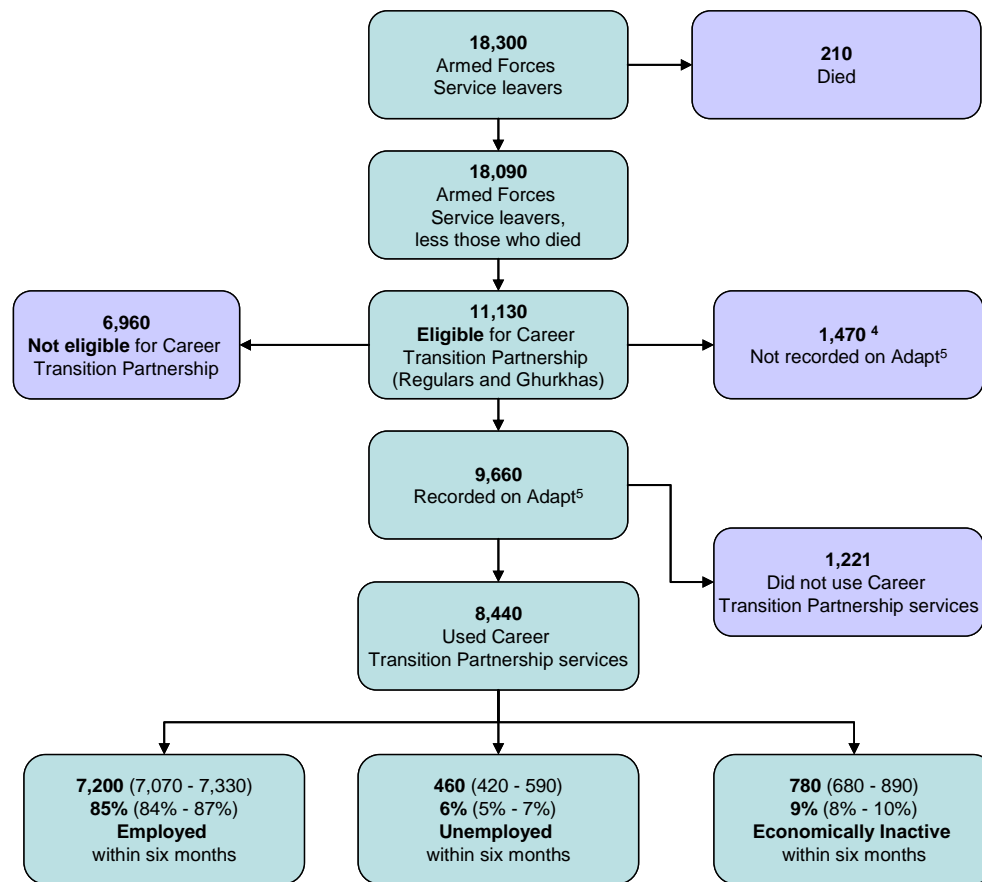 18,300
Armed Forces
Service leavers
210
Died
18,090
Armed Forces
Service leavers,
less those who died
6,960
Not eligible for Career
Transition Partnership
11,130
Eligible for Career
Transition Partnership
(Regulars and Ghurkhas)
1,470 ⁴
Not recorded on Adapt⁵
9,660
Recorded on Adapt⁵
1,221
Did not use Career
Transition Partnership services
8,440
Used Career
Transition Partnership services
7,200 (7,070 - 7,330)
85% (84% - 87%)
Employed
within six months
460 (420 - 590)
6% (5% - 7%)
Unemployed
within six months
780 (680 - 890)
9% (8% - 10%)
Economically Inactive
within six months